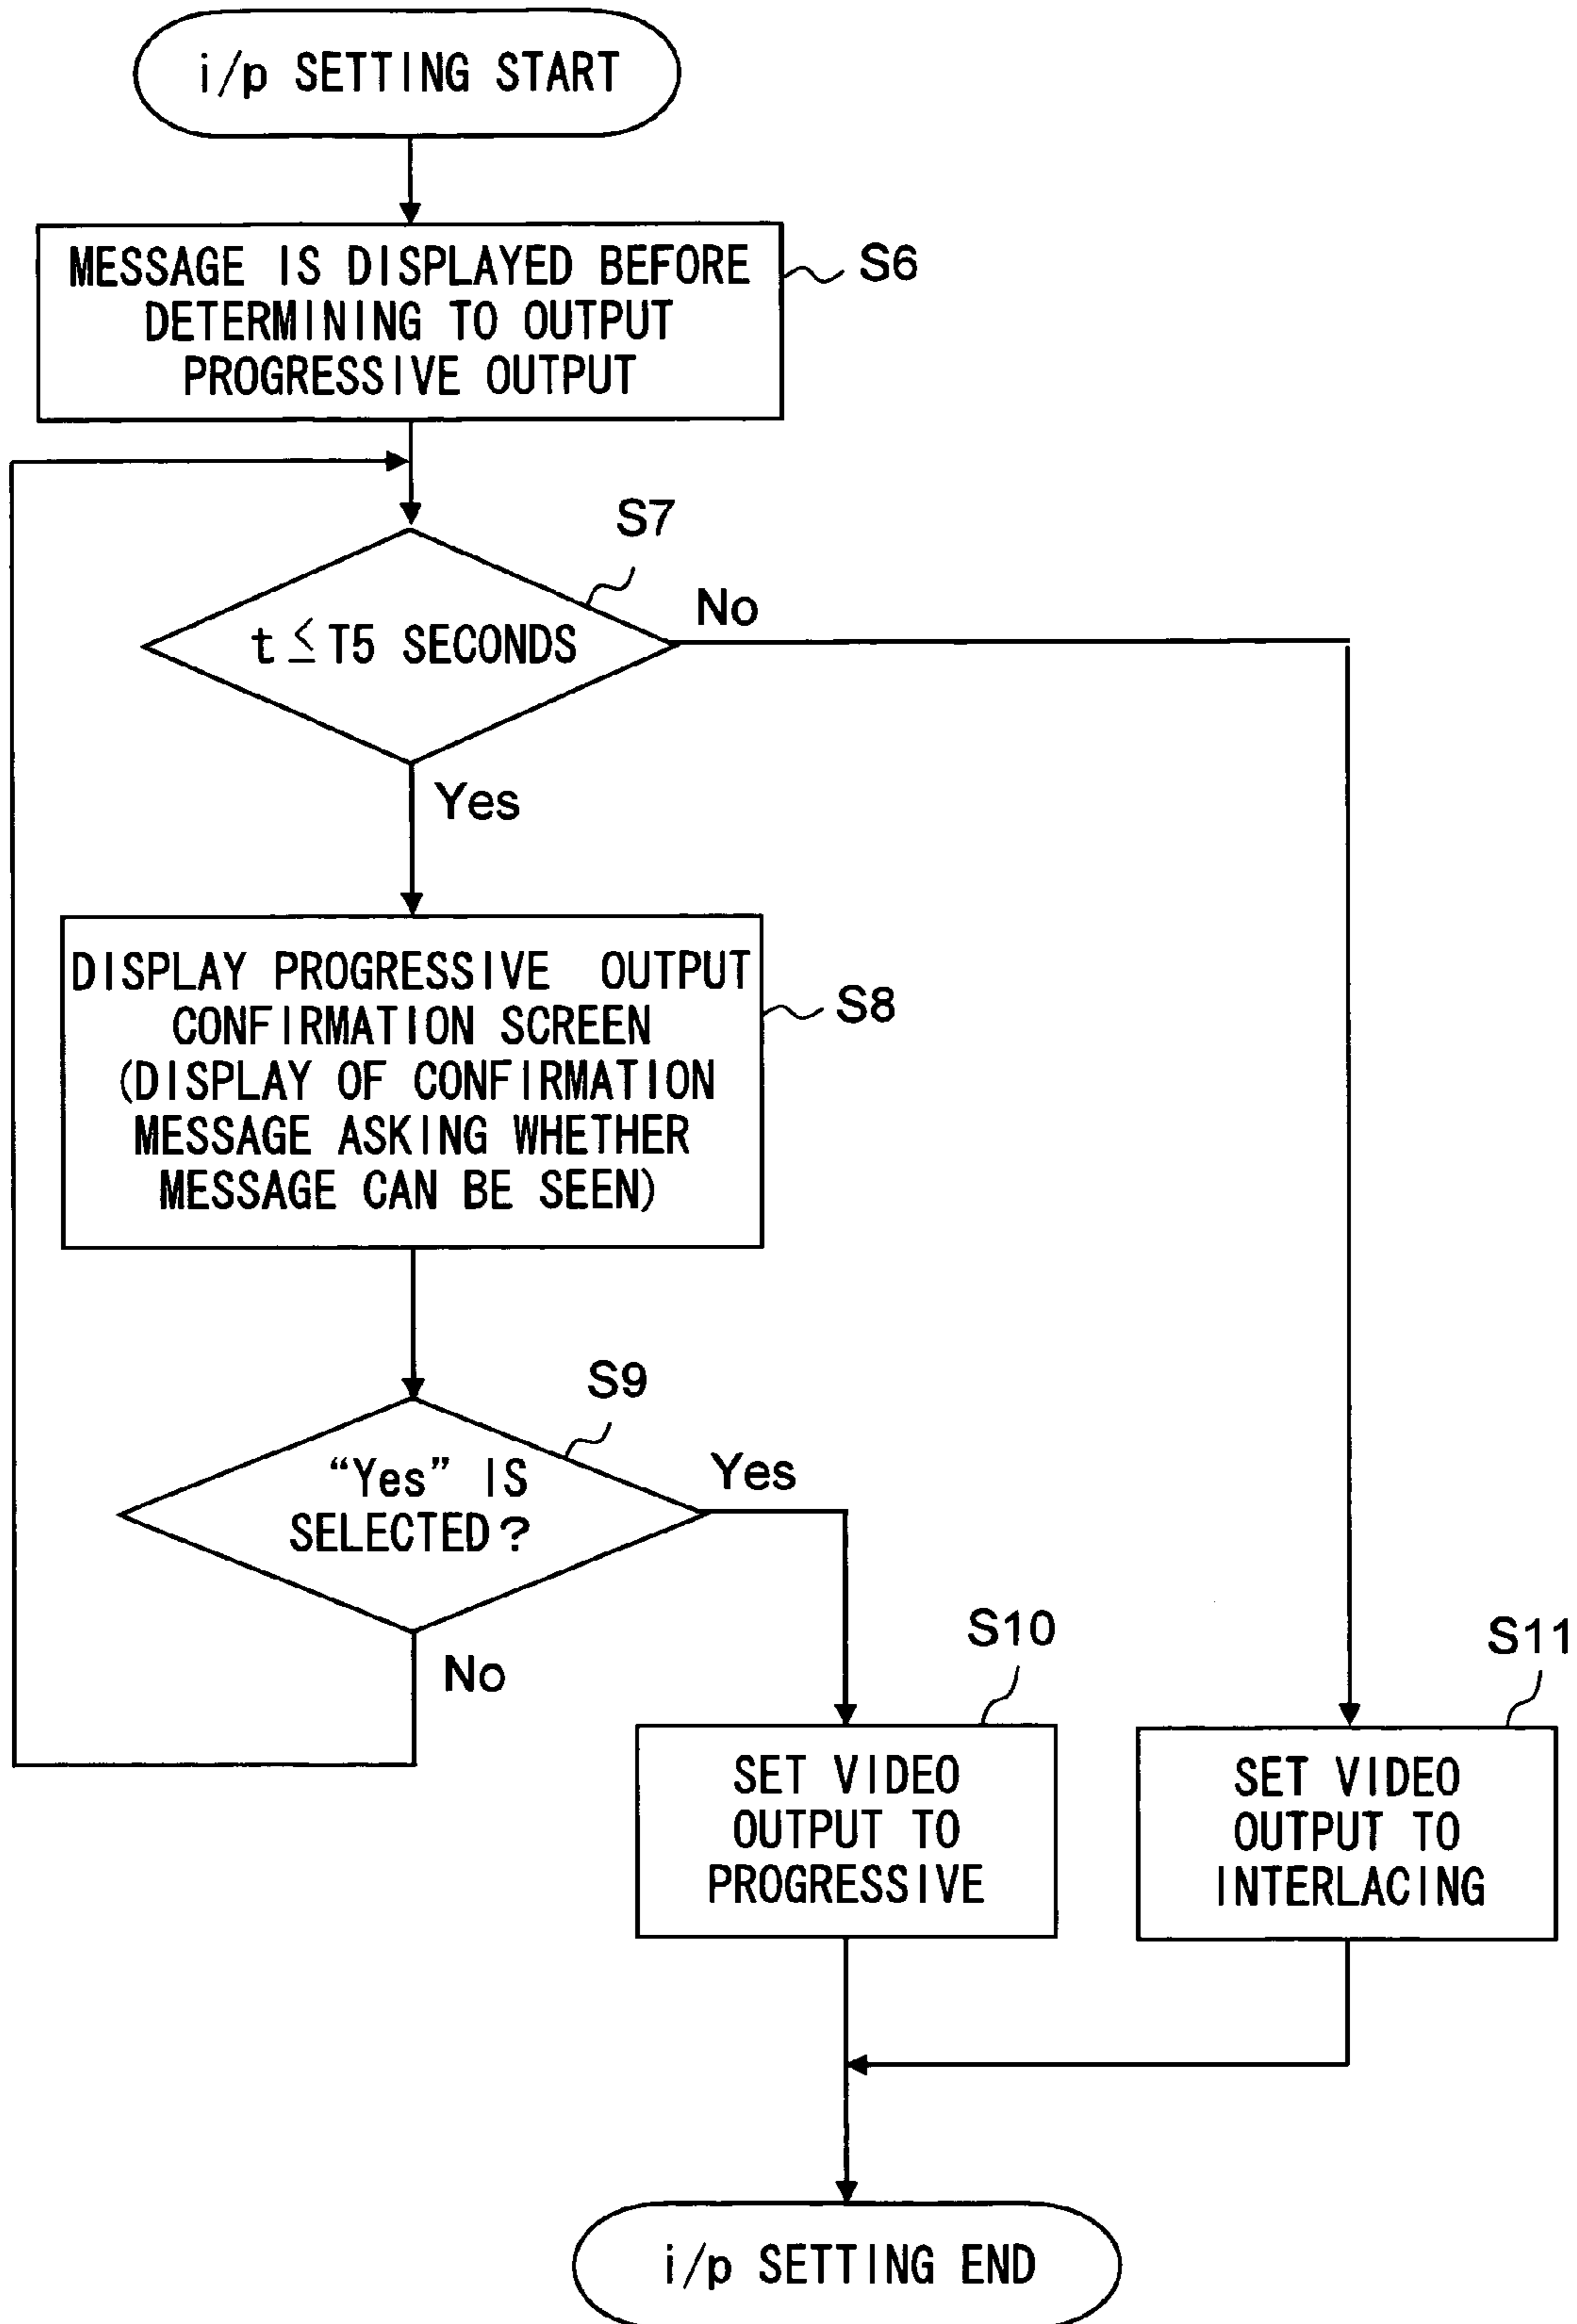 i/p SETTING START
MESSAGE IS DISPLAYED BEFORE
DETERMINING TO OUTPUT
PROGRESSIVE OUTPUT
S6
S7
t≦T5 SECONDS
No
Yes
DISPLAY PROGRESSIVE OUTPUT
CONFIRMATION SCREEN
(DISPLAY OF CONFIRMATION
MESSAGE ASKING WHETHER
MESSAGE CAN BE SEEN)
S8
S9
“Yes” IS
SELECTED?
Yes
No
S10
SET VIDEO
OUTPUT TO
PROGRESSIVE
S11
SET VIDEO
OUTPUT TO
INTERLACING
i/p SETTING END